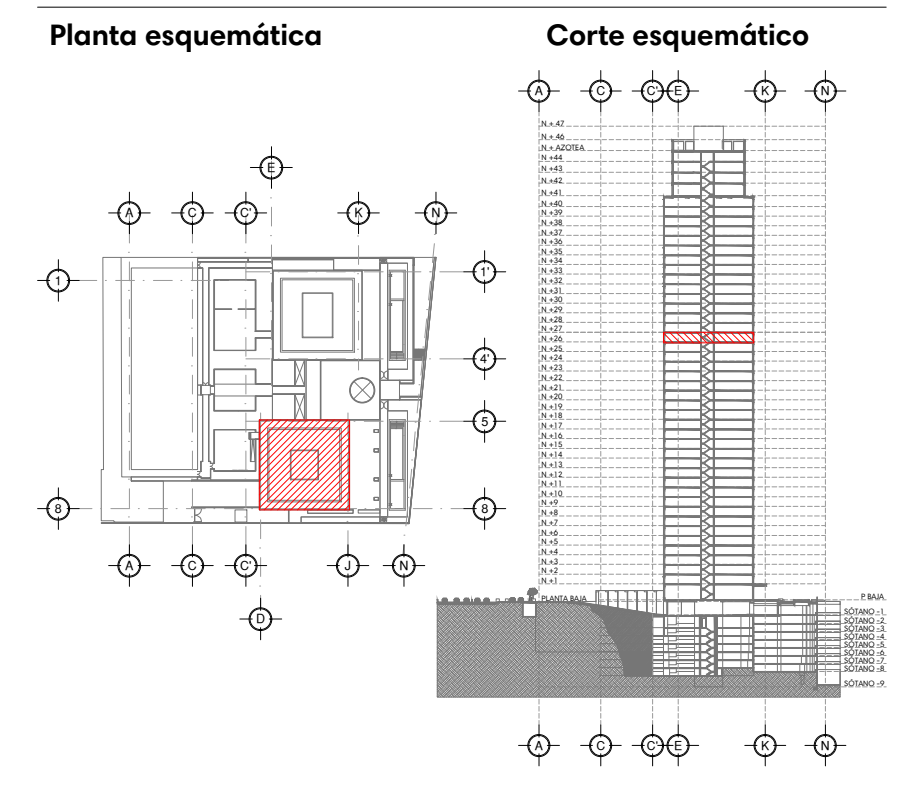 Planta esquemática
Corte esquemático
A C C' E K N
N + 47
N + 46
N + AZOTEA
N +44
N +43
N +42
N +41
N +40
N +39
N +38
N +37
N +36
N +35
N +34
N +33
N +32
N +31
N +30
N +29
N +28
N +27
N +26
N +25
N +24
N +23
N +22
N +21
N +20
N +19
N +18
N +17
N +16
N +15
N +14
N +13
N +12
N +11
N +10
N +9
N +8
N +7
N +6
N +5
N +4
N +3
N +2
N +1
PLANTA BAJA
P. BAJA
SÓTANO -1
SÓTANO -2
SÓTANO -3
SÓTANO -4
SÓTANO -5
SÓTANO -6
SÓTANO -7
SÓTANO -8
SÓTANO -9
A C C' E K N
E
A C C' K N
1 1'
4'
5
8 8
A C C' J N
D